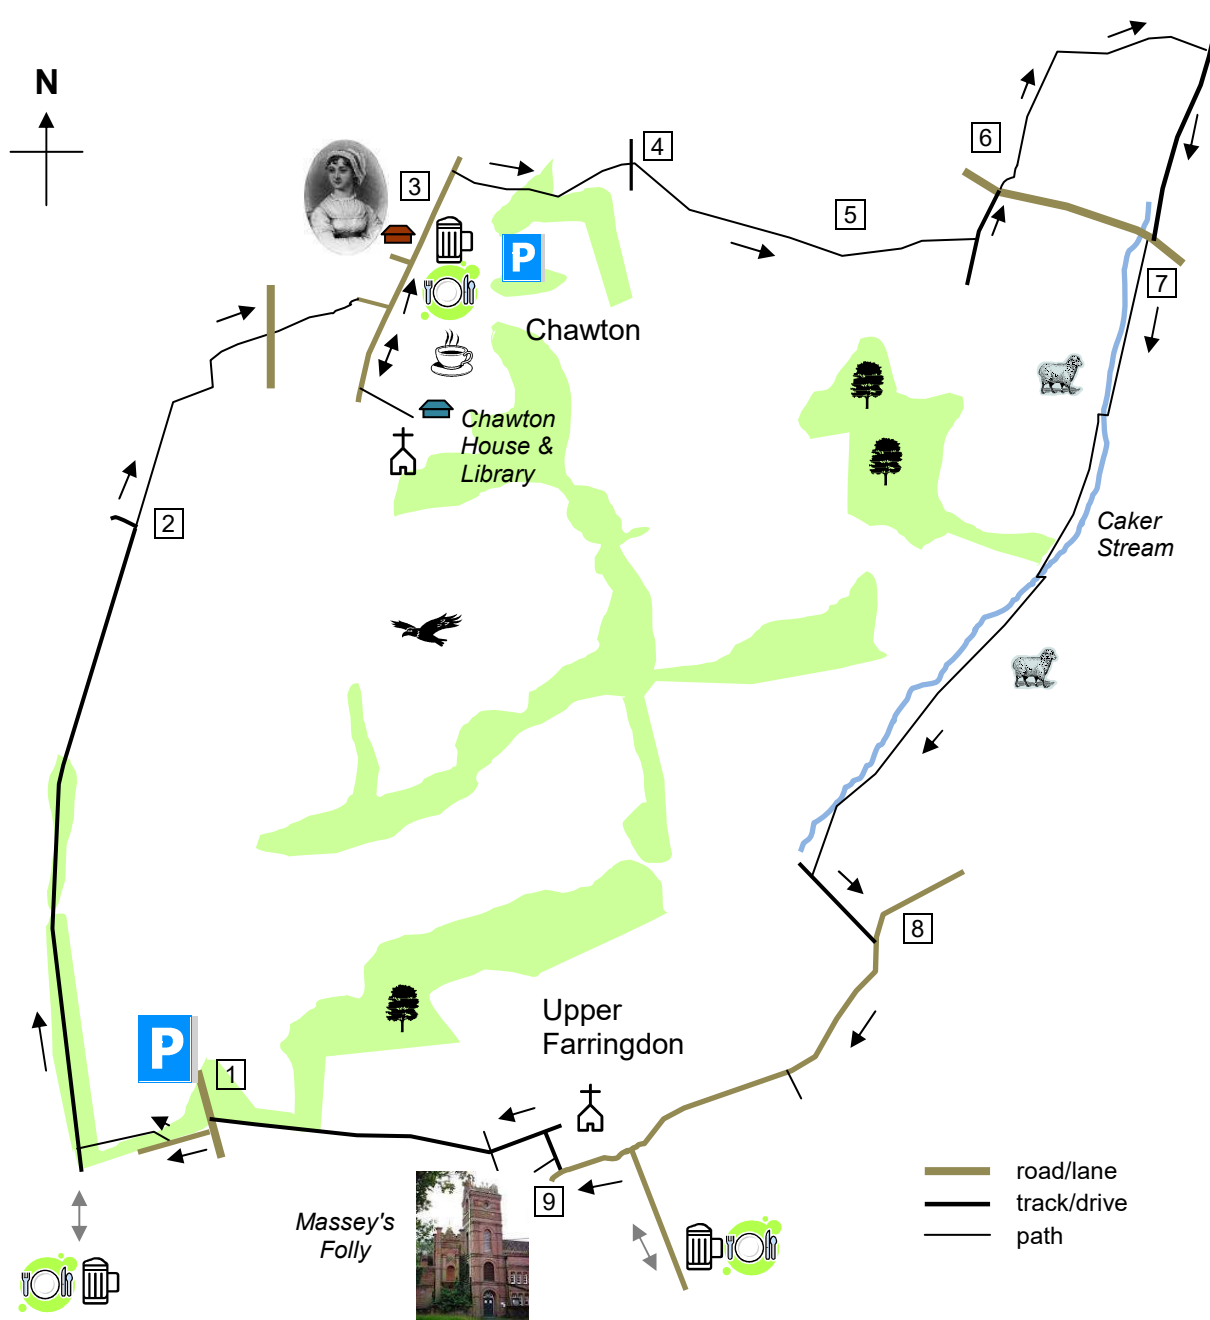 N
4
6
3
P
5
7
Chawton
Chawton
House &
Library
2
Caker
Stream
8
Upper
Farringdon
P
1
9
Massey's
Folly
road/lane
track/drive
path